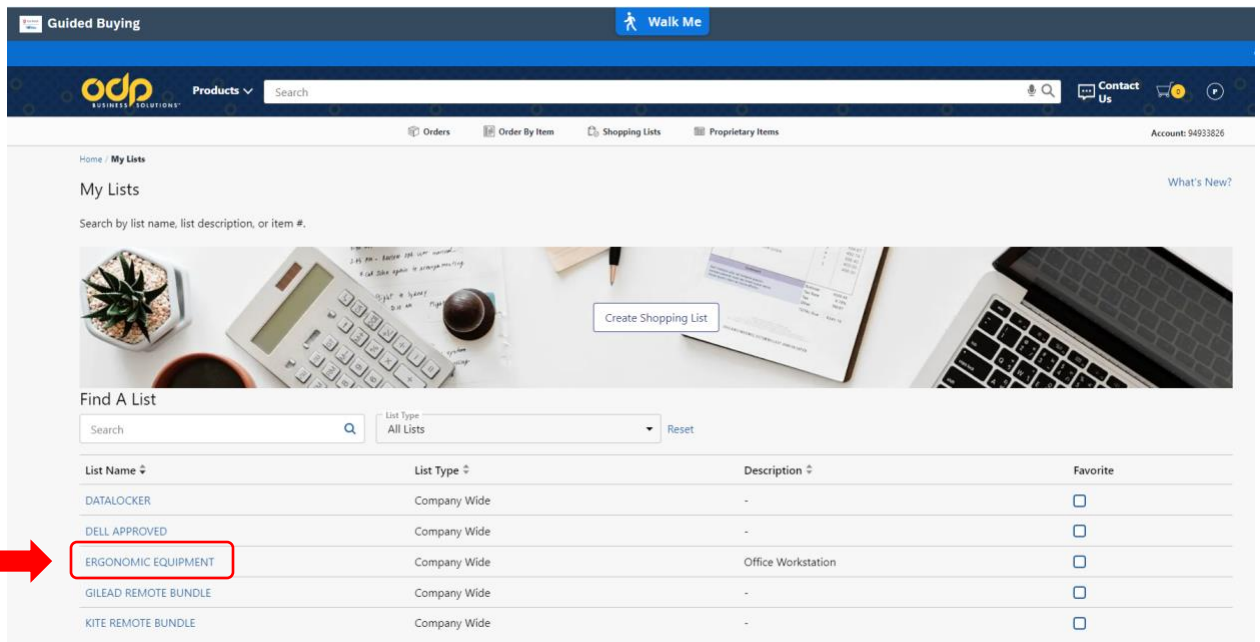 Guided Buying
Walk Me
odp
BUSINESS SOLUTIONS
Products
Search
Contact Us
0
P
Orders
Order By Item
Shopping Lists
Proprietary Items
Account: 94933826
Home / My Lists
What's New?
My Lists
Search by list name, list description, or item #.
Create Shopping List
Find A List
Search
List Type
All Lists
Reset
List Name List Type Description Favorite
DATALOCKER Company Wide -
DELL APPROVED Company Wide -
ERGONOMIC EQUIPMENT Company Wide Office Workstation
GILEAD REMOTE BUNDLE Company Wide -
KITE REMOTE BUNDLE Company Wide -